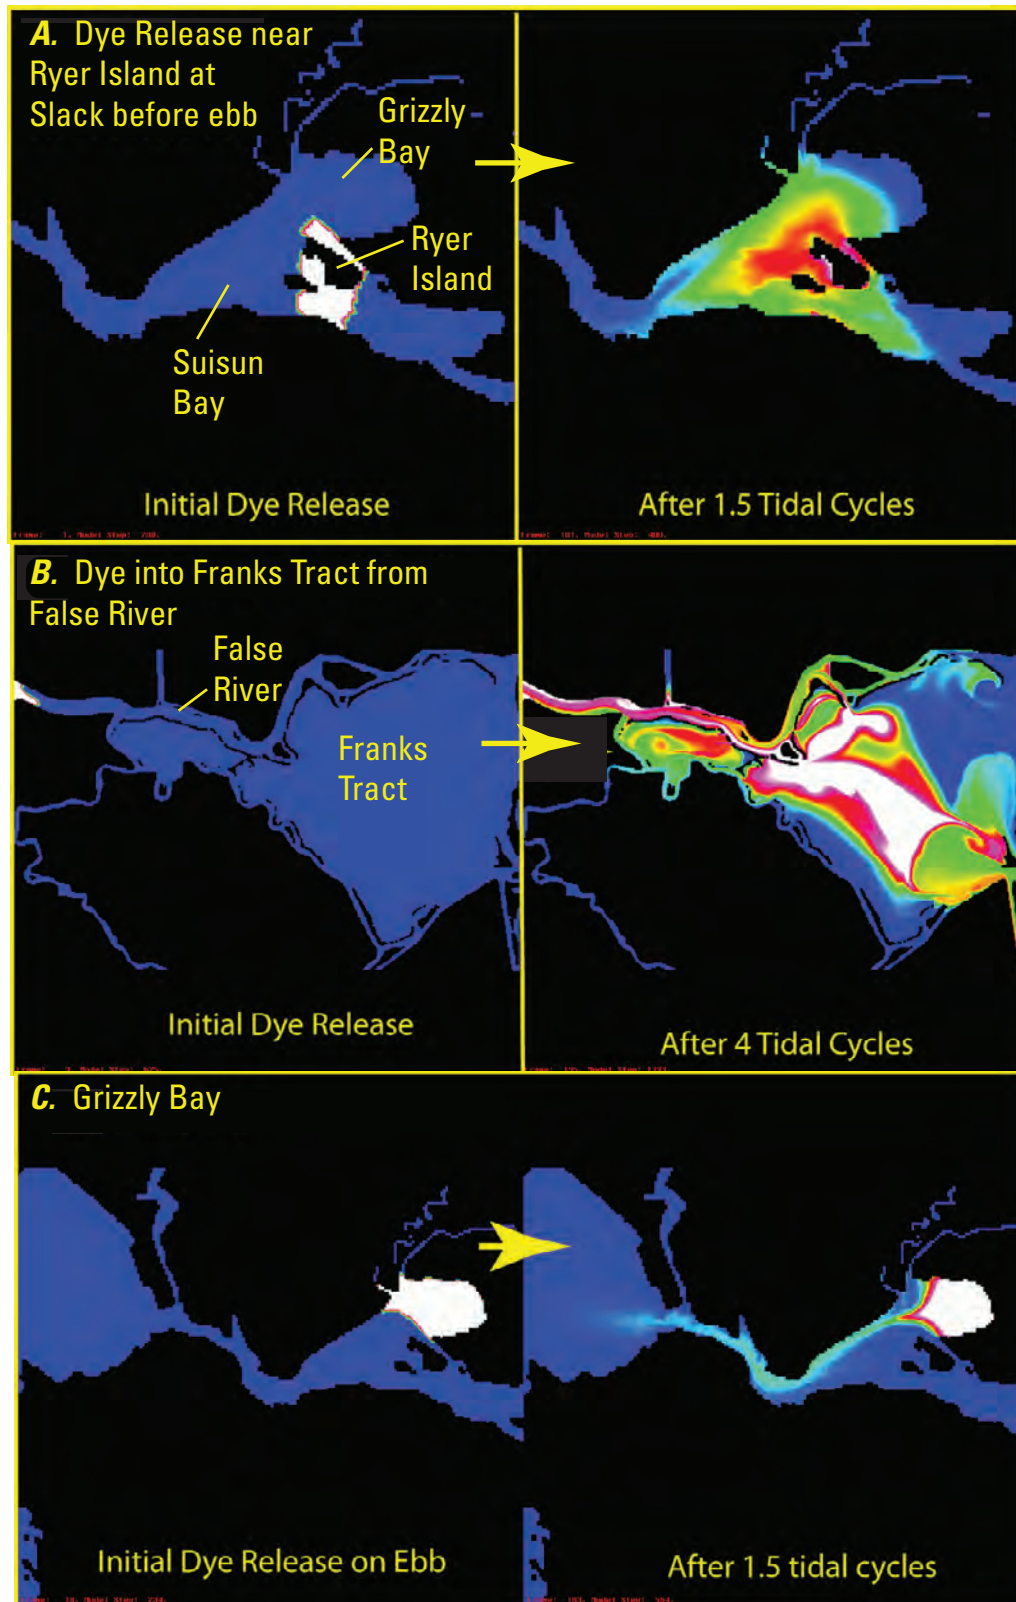 A. Dye Release near
Ryer Island at
Slack before ebb
Grizzly
Bay
Ryer
Island
Suisun
Bay
Initial Dye Release
After 1.5 Tidal Cycles
B. Dye into Franks Tract from
False River
False
River
Franks
Tract
Initial Dye Release
After 4 Tidal Cycles
C. Grizzly Bay
Initial Dye Release on Ebb
After 1.5 tidal cycles